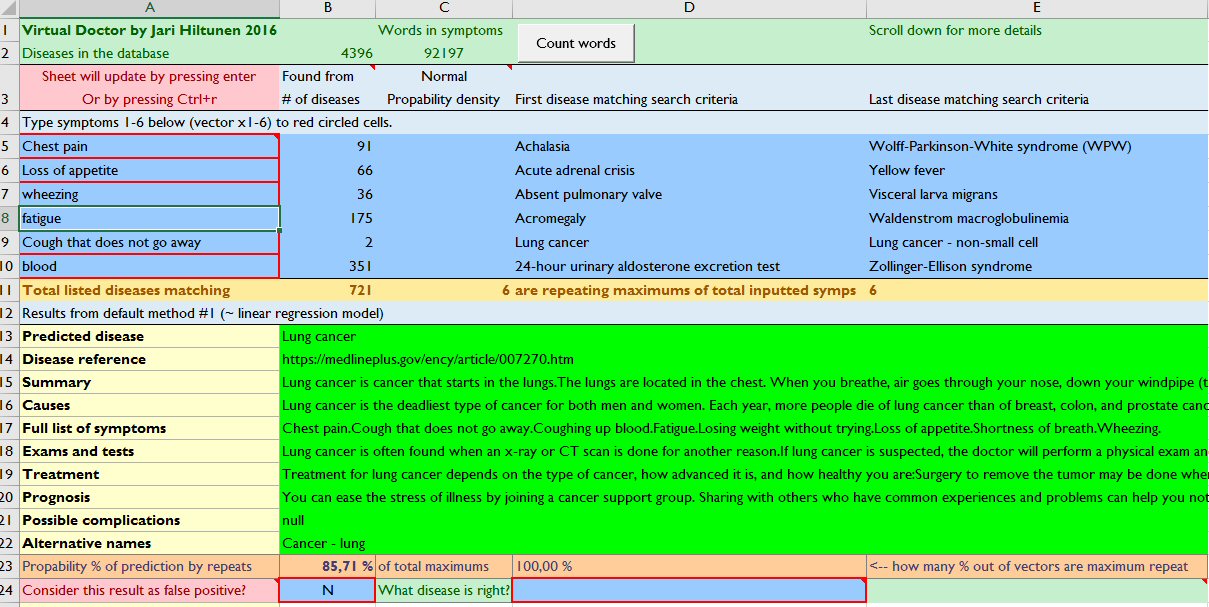 A B C D E
1 Virtual Doctor by Jari Hiltunen 2016 Words in symptoms Count words Scroll down for more details
2 Diseases in the database 4396 92197
Sheet will update by pressing enter Found from Normal
3 Or by pressing Ctrl+r # of diseases Propability density First disease matching search criteria Last disease matching search criteria
4 Type symptoms 1-6 below (vector x1-6) to red circled cells.
5 Chest pain 91 Achalasia Wolff-Parkinson-White syndrome (WPW)
6 Loss of appetite 66 Acute adrenal crisis Yellow fever
7 wheezing 36 Absent pulmonary valve Visceral larva migrans
8 fatigue 175 Acromegaly Waldenstrom macroglobulinemia
9 Cough that does not go away 2 Lung cancer Lung cancer - non-small cell
10 blood 351 24-hour urinary aldosterone excretion test Zollinger-Ellison syndrome
11 Total listed diseases matching 721 6 are repeating maximums of total inputted symps 6
12 Results from default method #1 (~ linear regression model)
13 Predicted disease Lung cancer
14 Disease reference https://medlineplus.gov/ency/article/007270.htm
15 Summary Lung cancer is cancer that starts in the lungs.The lungs are located in the chest. When you breathe, air goes through your nose, down your windpipe (t
16 Causes Lung cancer is the deadliest type of cancer for both men and women. Each year, more people die of lung cancer than of breast, colon, and prostate canc
17 Full list of symptoms Chest pain.Cough that does not go away.Coughing up blood.Fatigue.Losing weight without trying.Loss of appetite.Shortness of breath.Wheezing.
18 Exams and tests Lung cancer is often found when an x-ray or CT scan is done for another reason.If lung cancer is suspected, the doctor will perform a physical exam an
19 Treatment Treatment for lung cancer depends on the type of cancer, how advanced it is, and how healthy you are:Surgery to remove the tumor may be done whe
20 Prognosis You can ease the stress of illness by joining a cancer support group. Sharing with others who have common experiences and problems can help you not
21 Possible complications null
22 Alternative names Cancer - lung
23 Propability % of prediction by repeats 85,71 % of total maximums 100,00 % <-- how many % out of vectors are maximum repeat
24 Consider this result as false positive? N What disease is right?